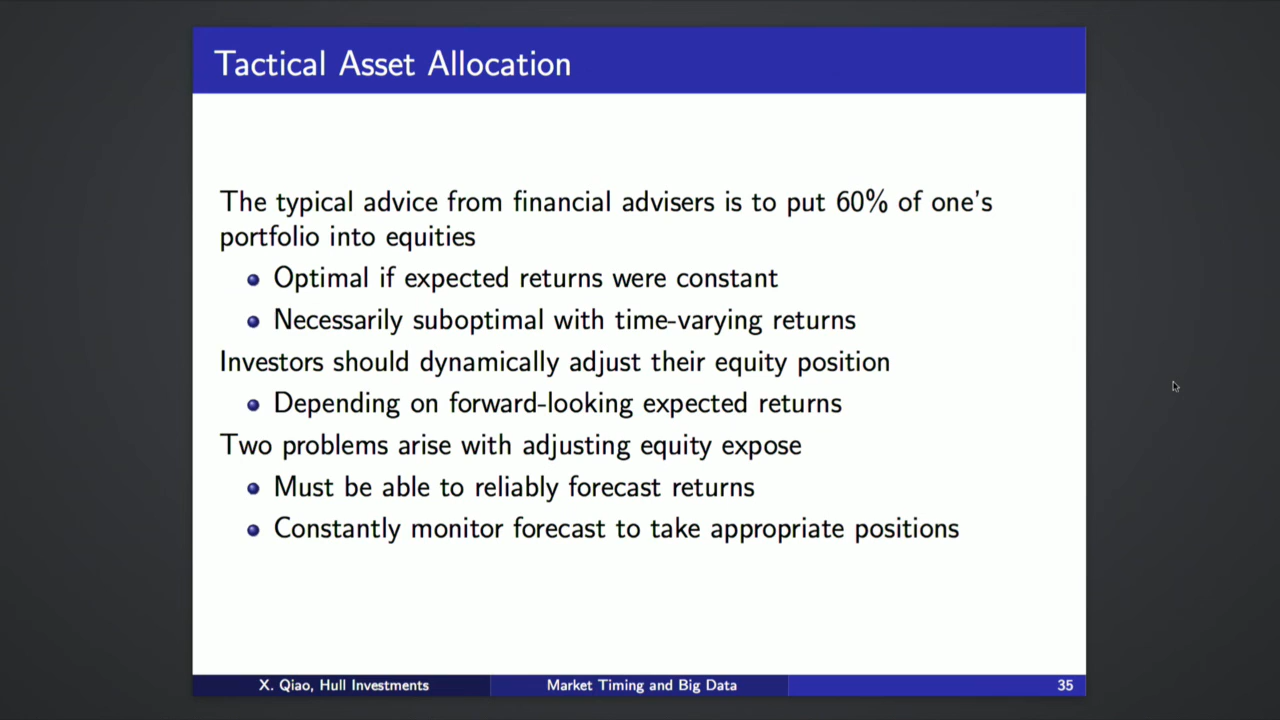 Tactical Asset Allocation
The typical advice from financial advisers is to put 60% of one's
portfolio into equities
Optimal if expected returns were constant
Necessarily suboptimal with time-varying returns
Investors should dynamically adjust their equity position
Depending on forward-looking expected returns
Two problems arise with adjusting equity expose
Must be able to reliably forecast returns
Constantly monitor forecast to take appropriate positions
X. Qiao, Hull Investments
Market Timing and Big Data
35